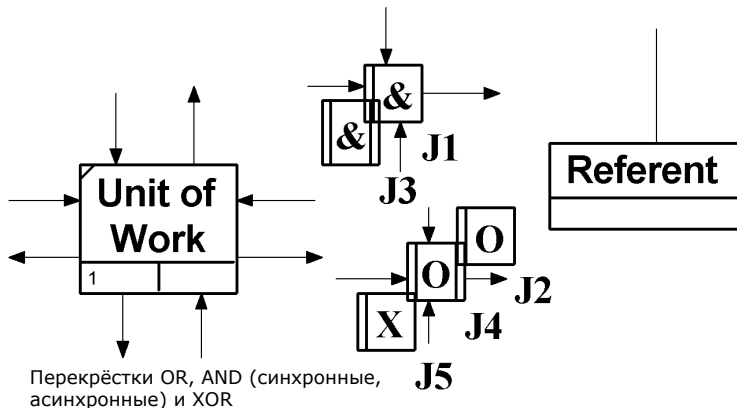 &
&
J1
J3
Unit of
Work
1
Referent
O
O
J2
X
J4
J5
Перекрёстки OR, AND (синхронные,
асинхронные) и XOR